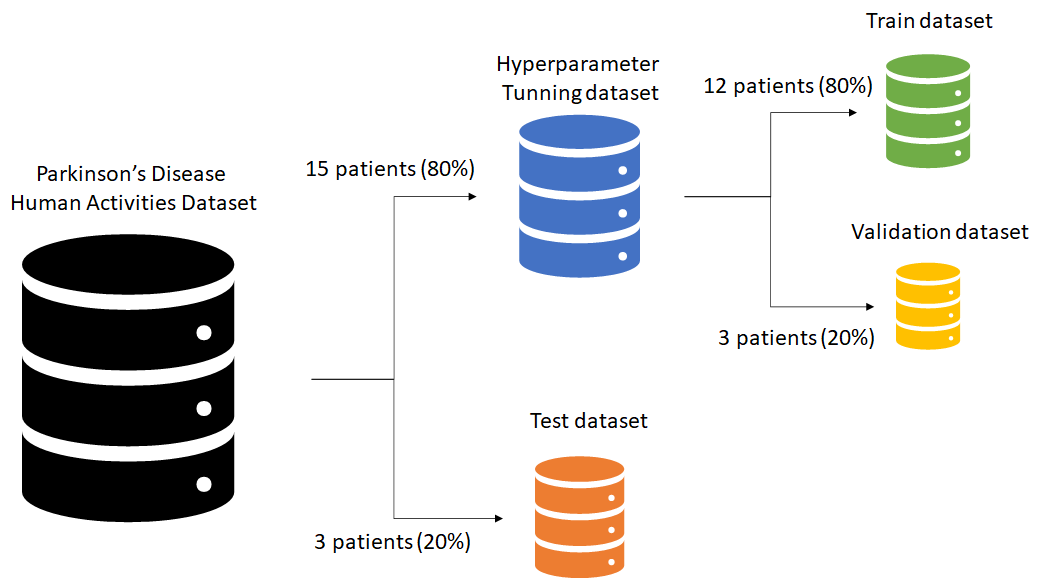 Parkinson's Disease
Human Activities Dataset
15 patients (80%)
Hyperparameter
Tunning dataset
12 patients (80%)
Train dataset
Validation dataset
3 patients (20%)
Test dataset
3 patients (20%)